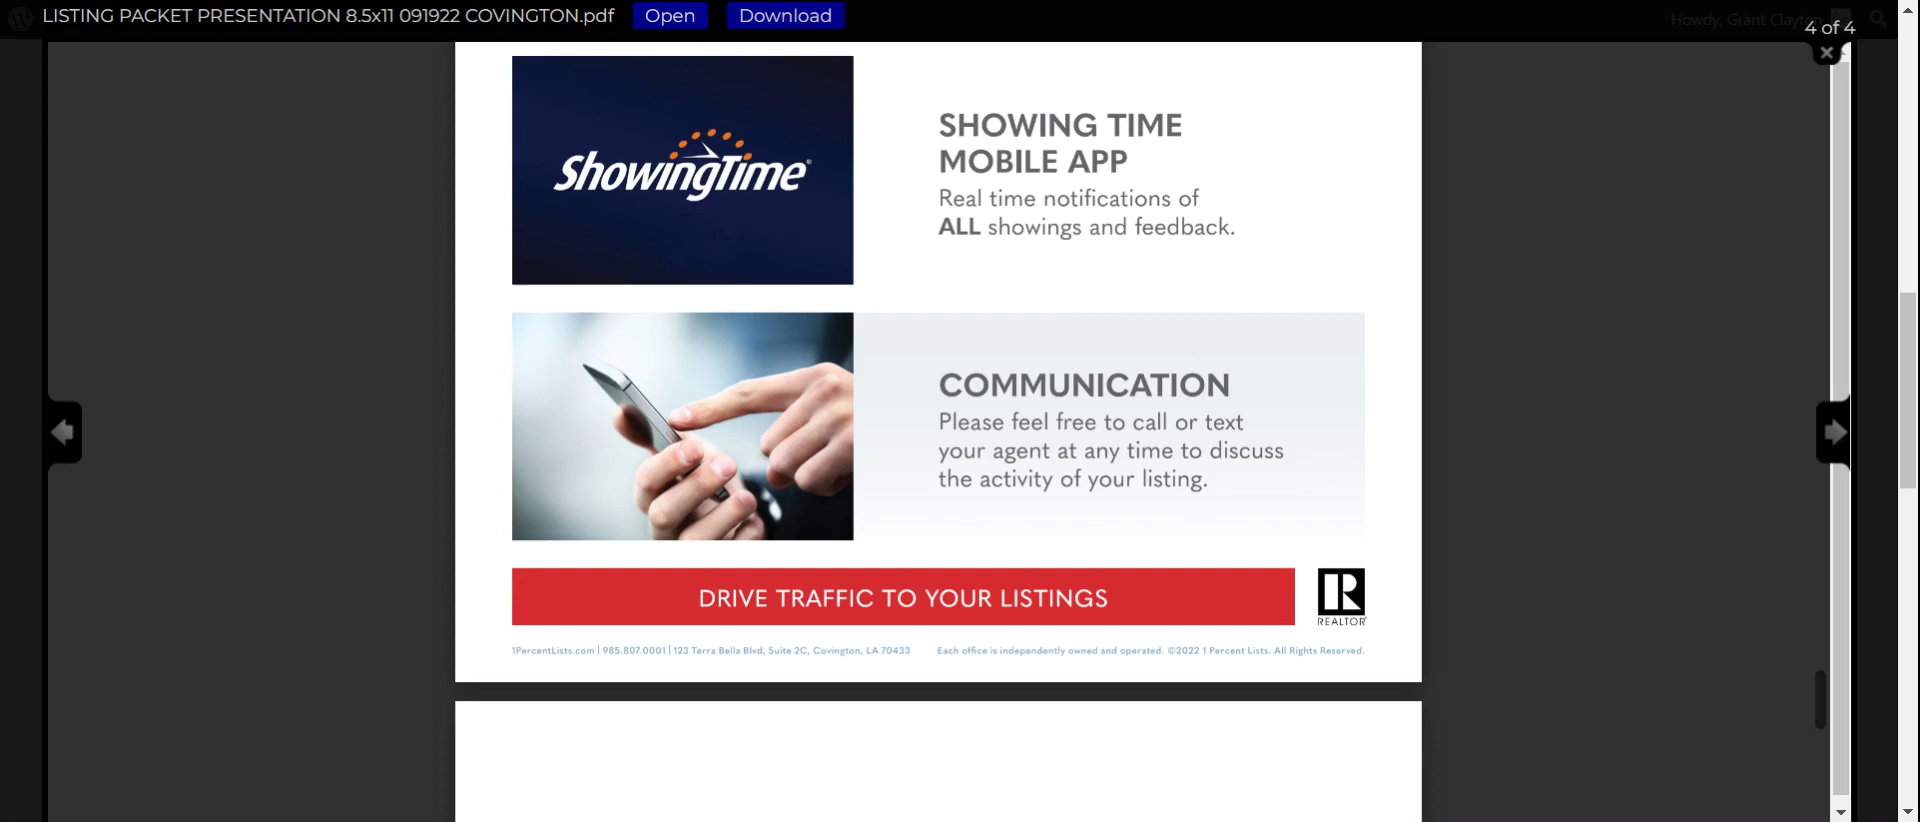 LISTING PACKET PRESENTATION 8.5x11 091922 COVINGTON.pdf Open Download
Howdy, Grant Clayton
4 of 4
ShowingTime®
SHOWING TIME
MOBILE APP
Real time notifications of
ALL showings and feedback.
COMMUNICATION
Please feel free to call or text
your agent at any time to discuss
the activity of your listing.
DRIVE TRAFFIC TO YOUR LISTINGS
REALTOR®
1PercentLists.com | 985.807.0001 | 123 Terra Bella Blvd, Suite 2C, Covington, LA 70433 Each office is independently owned and operated. ©2022 1 Percent Lists. All Rights Reserved.